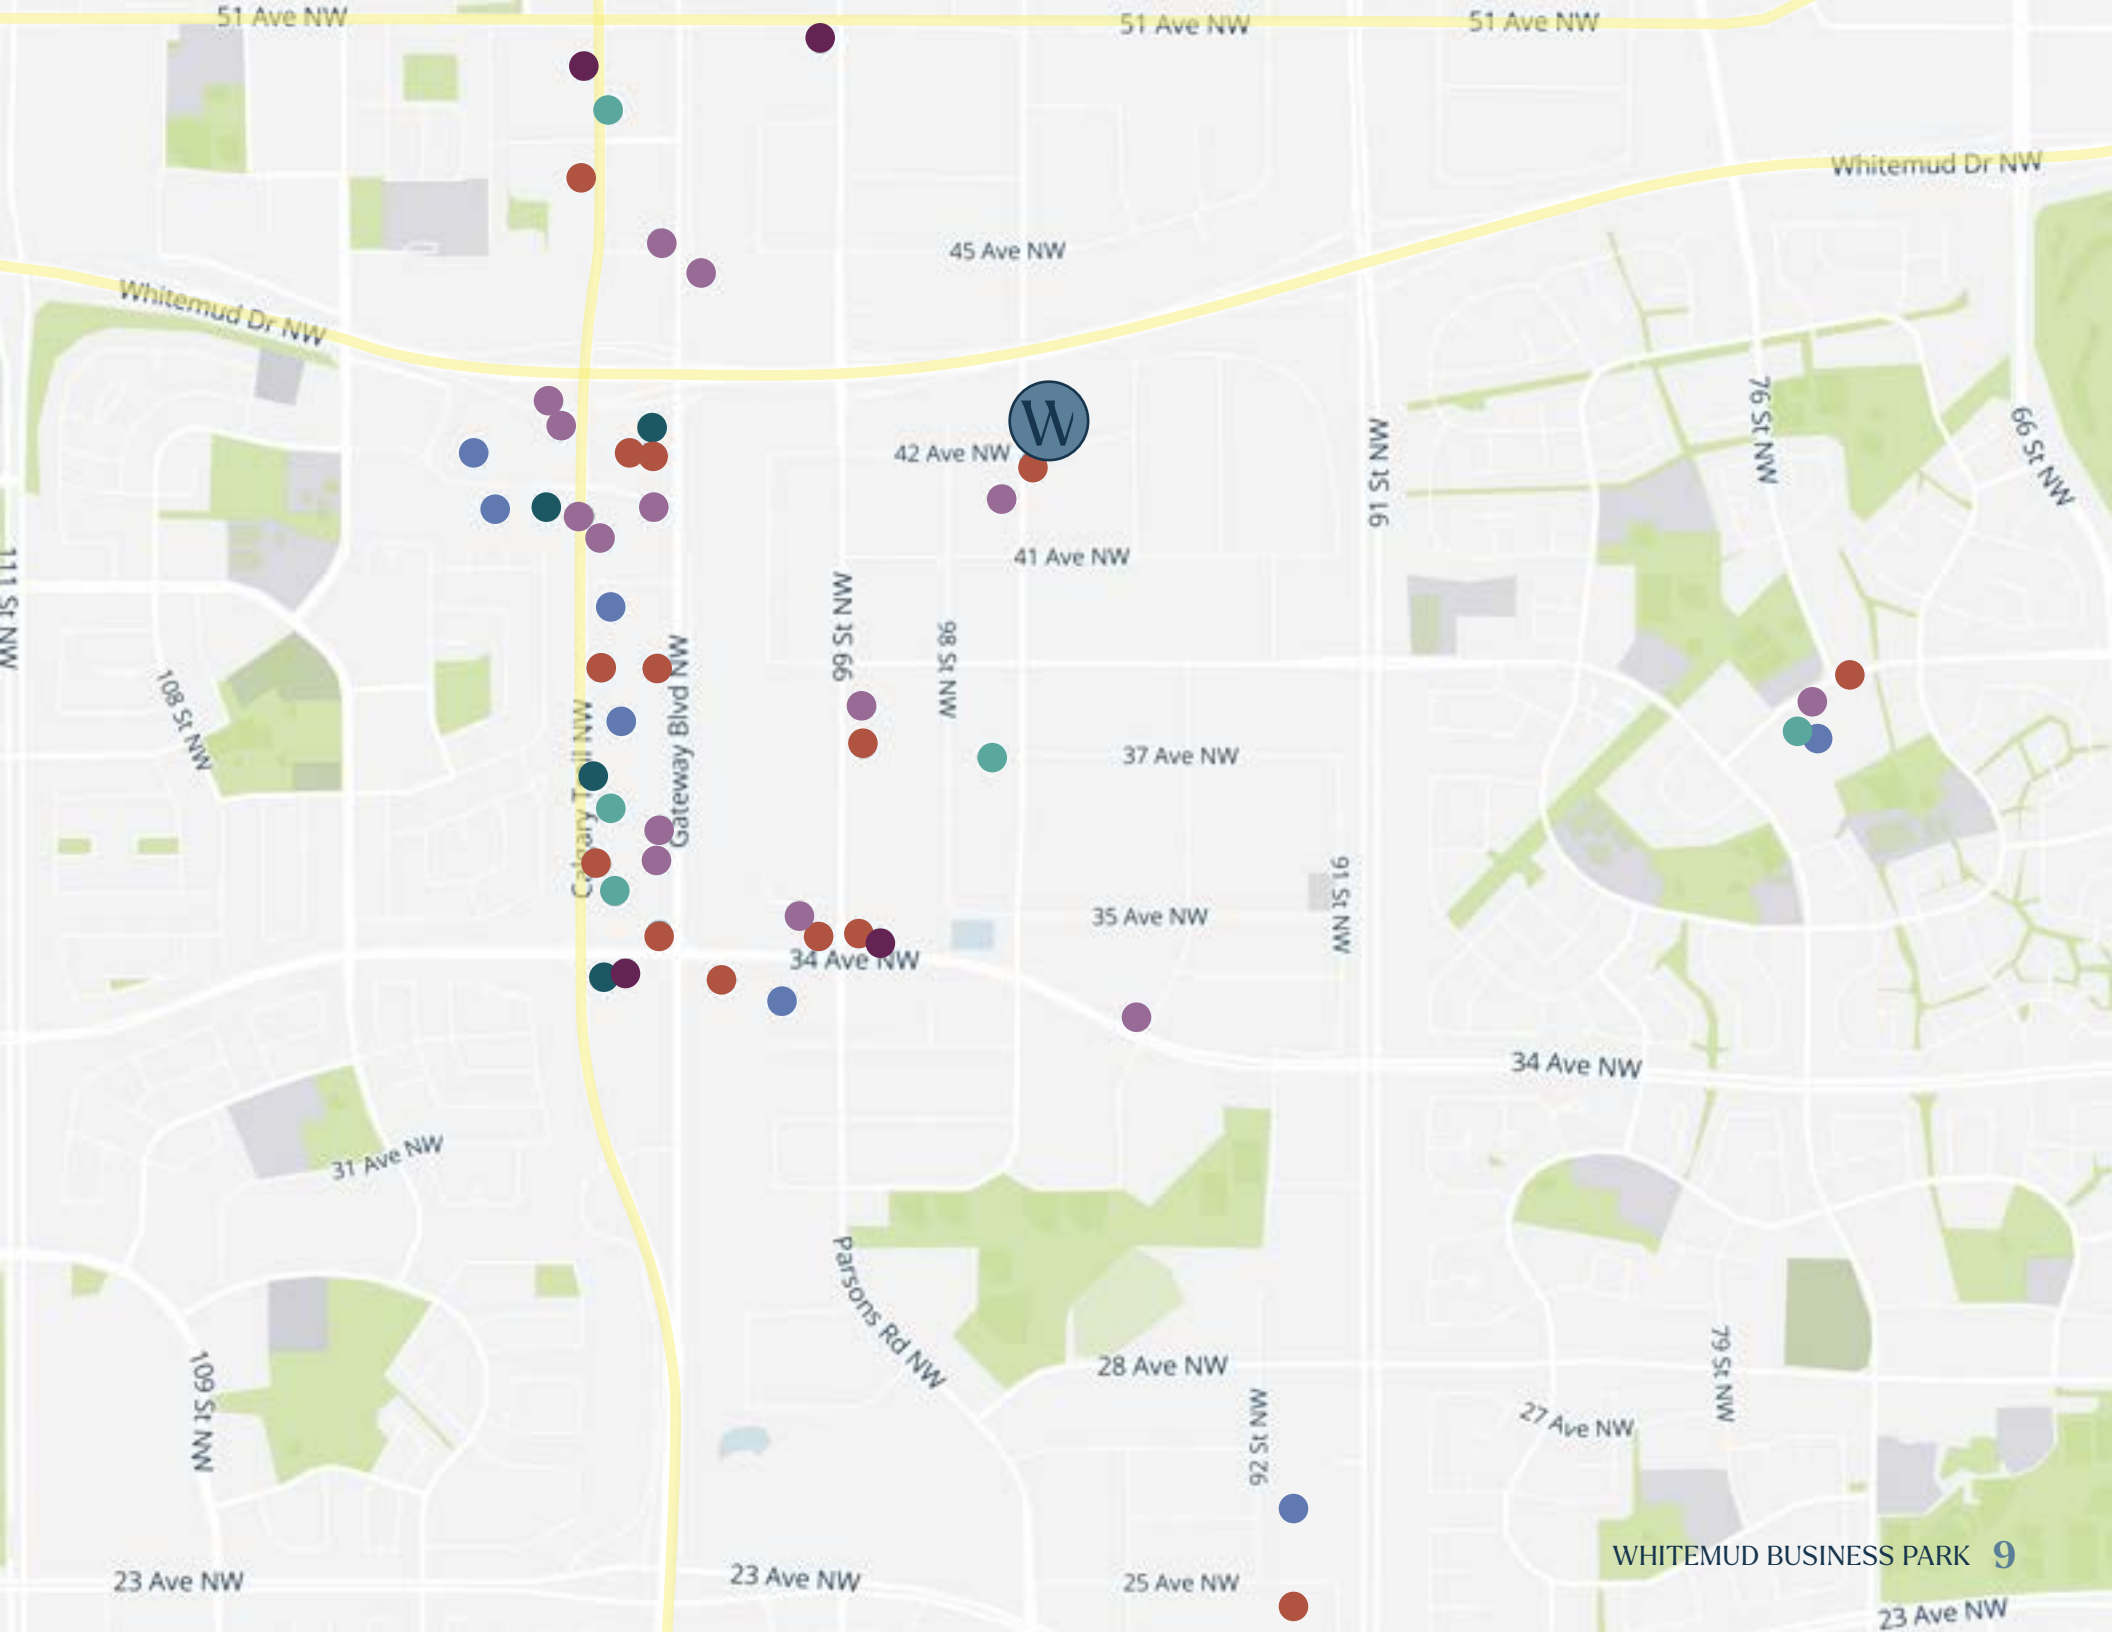 51 Ave NW
51 Ave NW
51 Ave NW
Whitemud Dr NW
45 Ave NW
Whitemud Dr NW
W
42 Ave NW
76 St NW
66 St NW
91 St NW
41 Ave NW
111 St NW
99 St NW
98 St NW
108 St NW
Gateway Blvd NW
Calgary Trail NW
37 Ave NW
35 Ave NW
91 St NW
34 Ave NW
34 Ave NW
31 Ave NW
Parsons Rd NW
28 Ave NW
109 St NW
79 St NW
92 St NW
27 Ave NW
WHITEMUD BUSINESS PARK 9
23 Ave NW
23 Ave NW
25 Ave NW
23 Ave NW